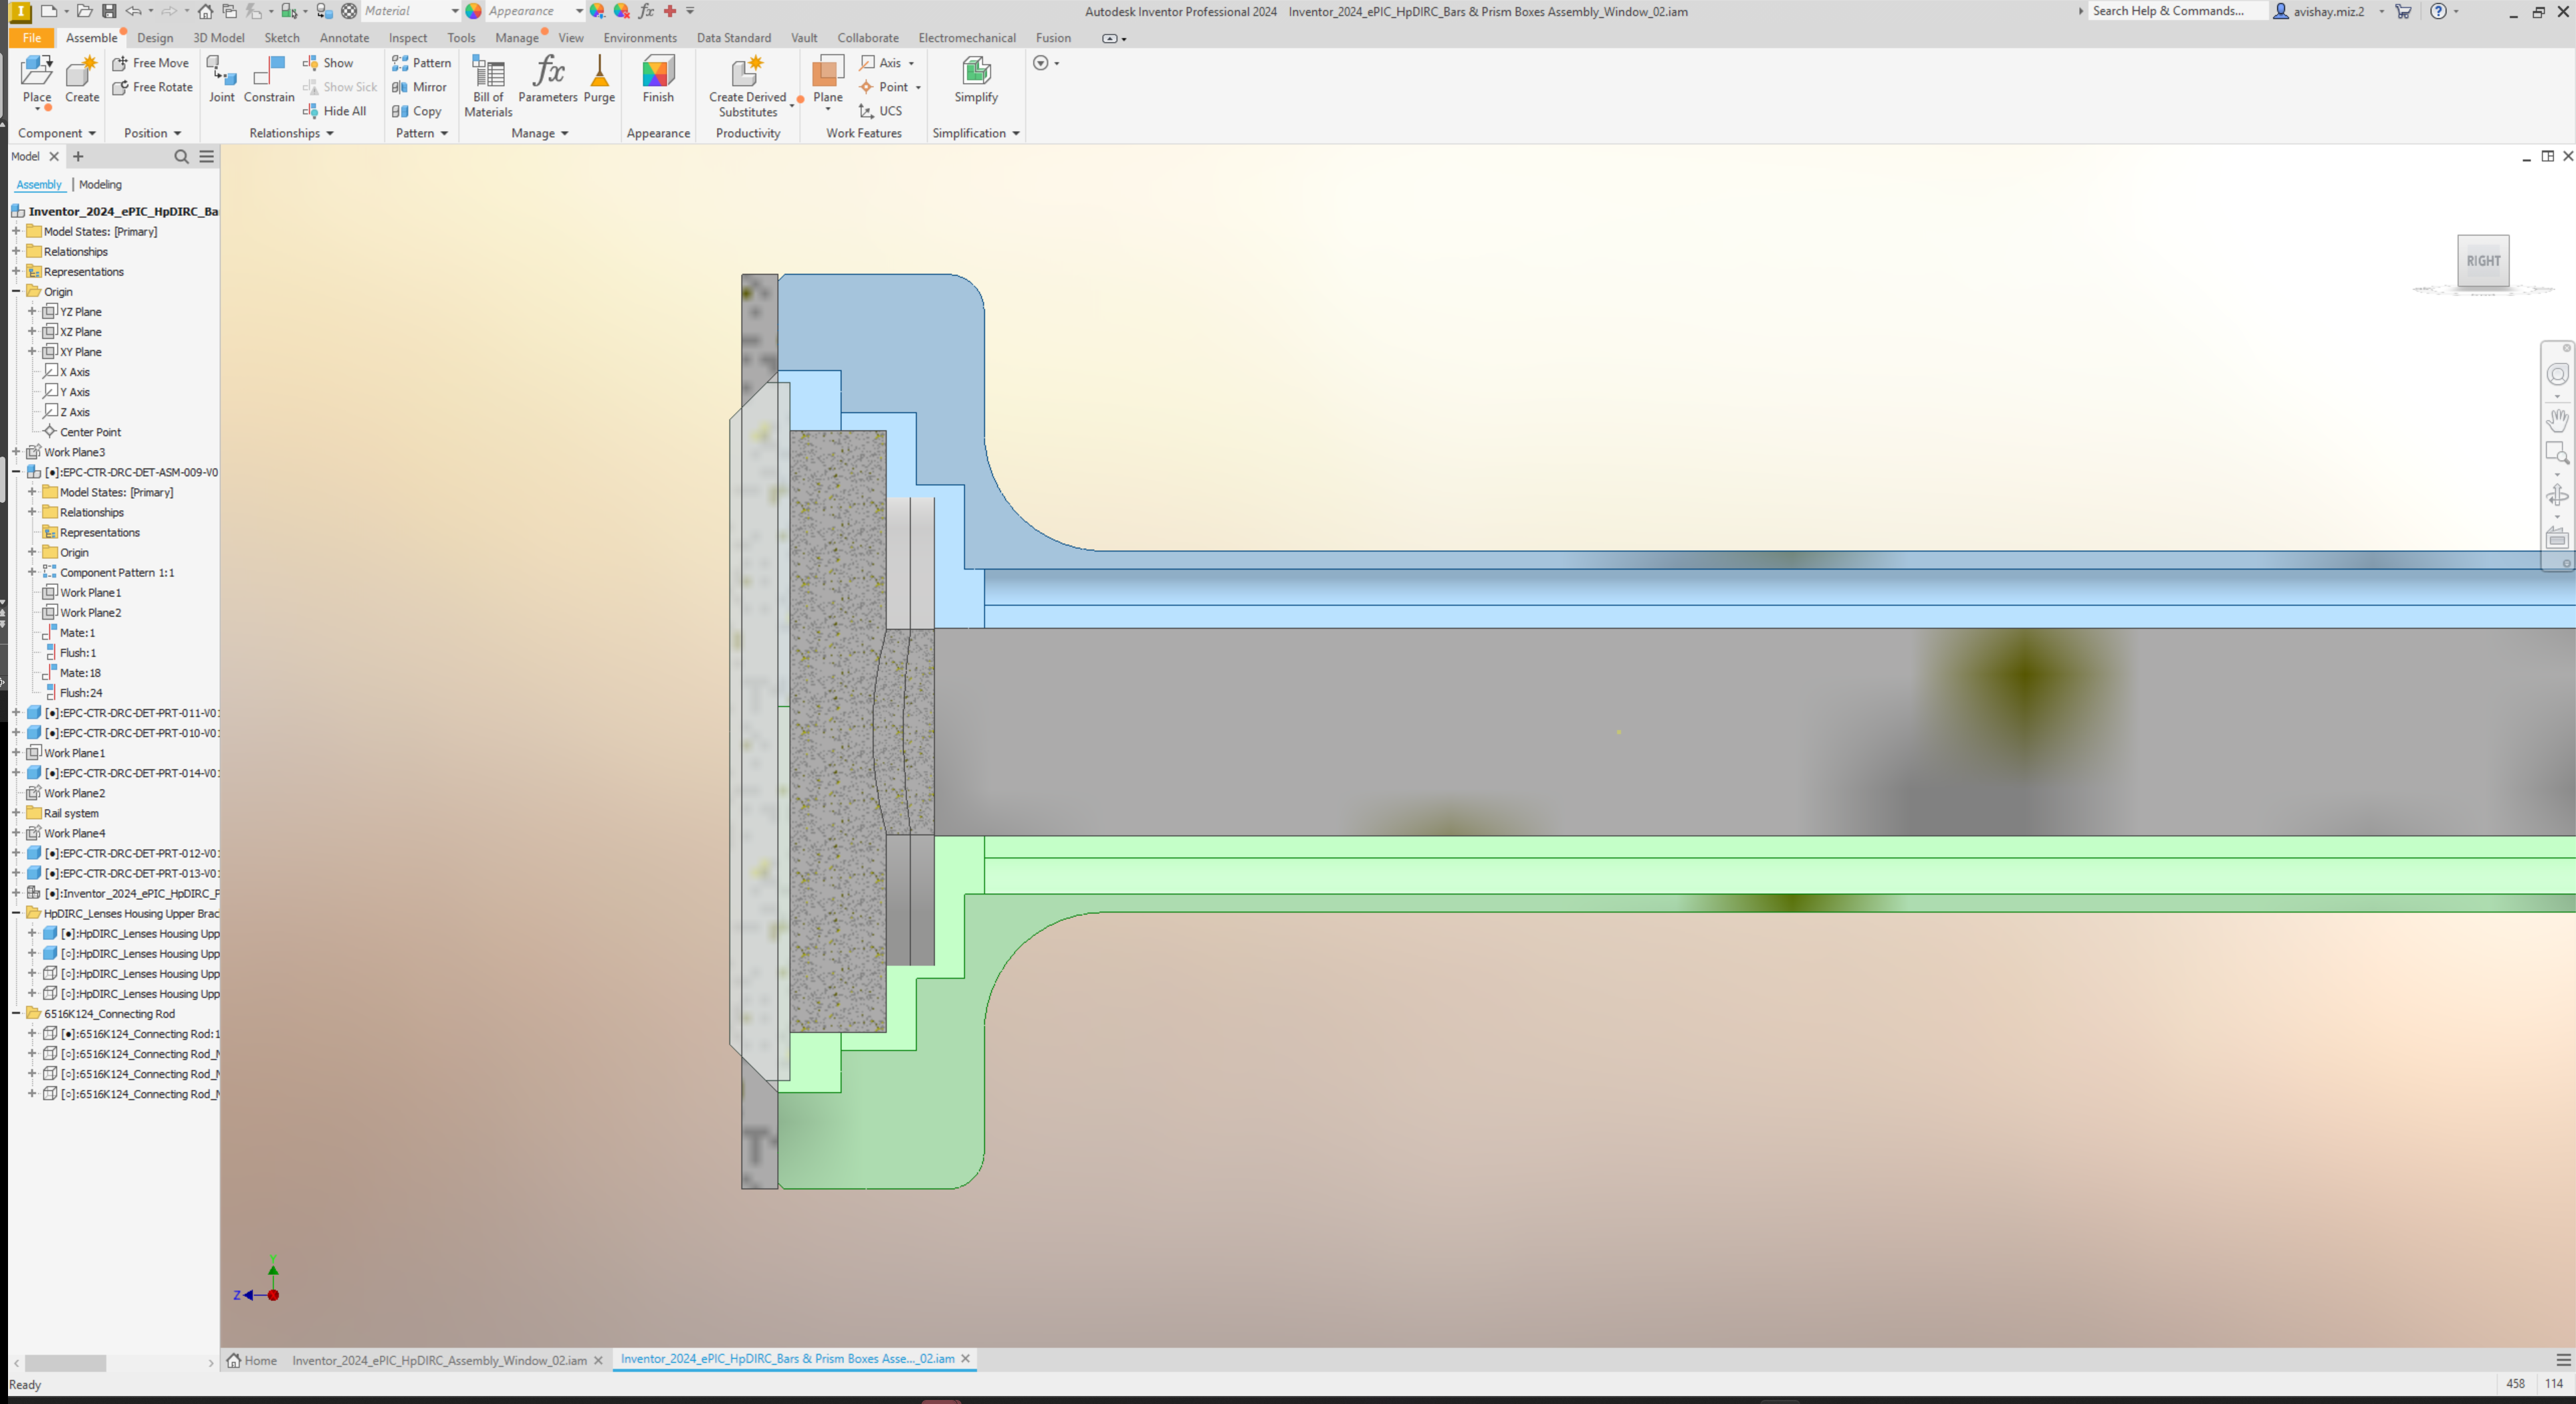 Material
Appearance
Autodesk Inventor Professional 2024 Inventor_2024_ePIC_HpDIRC_Bars & Prism Boxes Assembly_Window_02.iam
Search Help & Commands...
avishay.miz.2
File Assemble Design 3D Model Sketch Annotate Inspect Tools Manage View Environments Data Standard Vault Collaborate Electromechanical Fusion
Place
Create
Free Move
Free Rotate
Joint
Constrain
Show
Show Sick
Hide All
Pattern
Mirror
Copy
Bill of
Materials
Parameters
Purge
Finish
Create Derived
Substitutes
Plane
Axis
Point
UCS
Simplify
Component Position Relationships Pattern Manage Appearance Productivity Work Features Simplification
Model
Assembly | Modeling
Inventor_2024_ePIC_HpDIRC_Ba
Model States: [Primary]
Relationships
Representations
Origin
YZ Plane
XZ Plane
XY Plane
X Axis
Y Axis
Z Axis
Center Point
Work Plane3
[•]:EPC-CTR-DRC-DET-ASM-009-V0
Model States: [Primary]
Relationships
Representations
Origin
Component Pattern 1:1
Work Plane1
Work Plane2
Mate:1
Flush:1
Mate:18
Flush:24
[•]:EPC-CTR-DRC-DET-PRT-011-V01
[•]:EPC-CTR-DRC-DET-PRT-010-V01
Work Plane1
[•]:EPC-CTR-DRC-DET-PRT-014-V01
Work Plane2
Rail system
Work Plane4
[•]:EPC-CTR-DRC-DET-PRT-012-V01
[•]:EPC-CTR-DRC-DET-PRT-013-V01
[•]:Inventor_2024_ePIC_HpDIRC_F
HpDIRC_Lenses Housing Upper Brac
[•]:HpDIRC_Lenses Housing Upp
[○]:HpDIRC_Lenses Housing Upp
[○]:HpDIRC_Lenses Housing Upp
[○]:HpDIRC_Lenses Housing Upp
6516K124_Connecting Rod
[•]:6516K124_Connecting Rod:1
[○]:6516K124_Connecting Rod_M
[○]:6516K124_Connecting Rod_M
[○]:6516K124_Connecting Rod_M
RIGHT
Z
Home Inventor_2024_ePIC_HpDIRC_Assembly_Window_02.iam Inventor_2024_ePIC_HpDIRC_Bars & Prism Boxes Asse..._02.iam
Ready
458 114